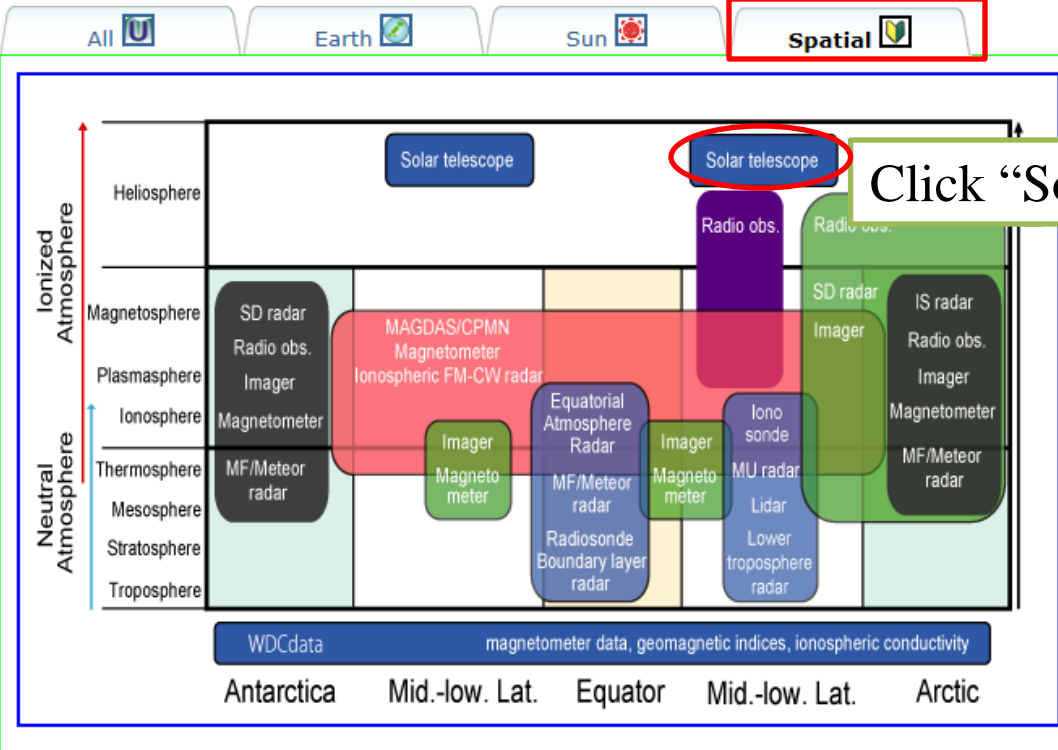 All
Earth
Sun
Spatial
Ionized
Atmosphere
Neutral
Atmosphere
Heliosphere
Magnetosphere
Plasmasphere
Ionosphere
Thermosphere
Mesosphere
Stratosphere
Troposphere
Solar telescope
Solar telescope
Click “So
Radio obs.
Radio obs.
SD radar
Imager
SD radar
Radio obs.
Imager
Magnetometer
MF/Meteor
radar
MAGDAS/CPMN
Magnetometer
Ionospheric FM-CW radar
Imager
Magneto
meter
Equatorial
Atmosphere
Radar
MF/Meteor
radar
Radiosonde
Boundary layer
radar
Imager
Magneto
meter
Iono
sonde
MU radar
Lidar
Lower
troposphere
radar
IS radar
Radio obs.
Imager
Magnetometer
MF/Meteor
radar
WDCdata magnetometer data, geomagnetic indices, ionospheric conductivity
Antarctica Mid.-low. Lat. Equator Mid.-low. Lat. Arctic